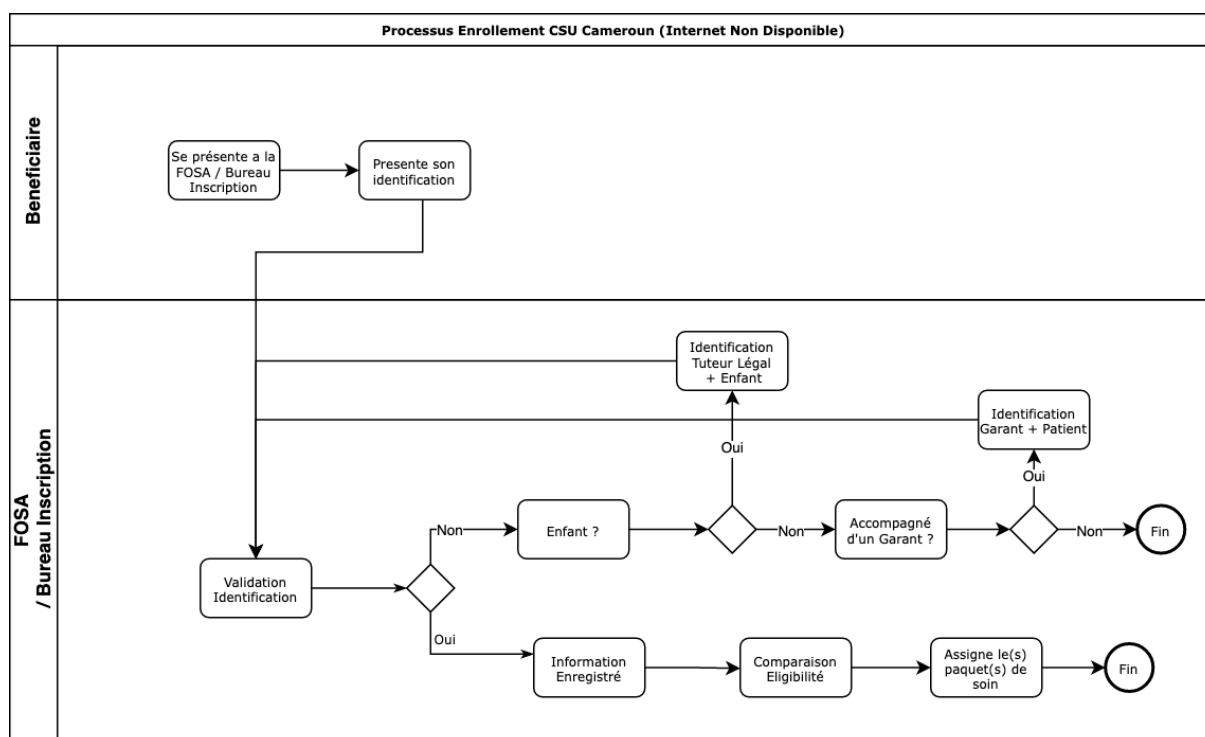 Processus Enrollement CSU Cameroun (Internet Non Disponible)
Beneficiaire
Se présente a la
FOSA / Bureau
Inscription
Presente son
identification
FOSA
/ Bureau Inscription
Identification
Tuteur Légal
+ Enfant
Identification
Garant + Patient
Oui
Oui
Non
Enfant ?
Non
Accompagné
d'un Garant ?
Non
Fin
Validation
Identification
Oui
Information
Enregistré
Comparaison
Eligibilité
Assigne le(s)
paquet(s) de
soin
Fin